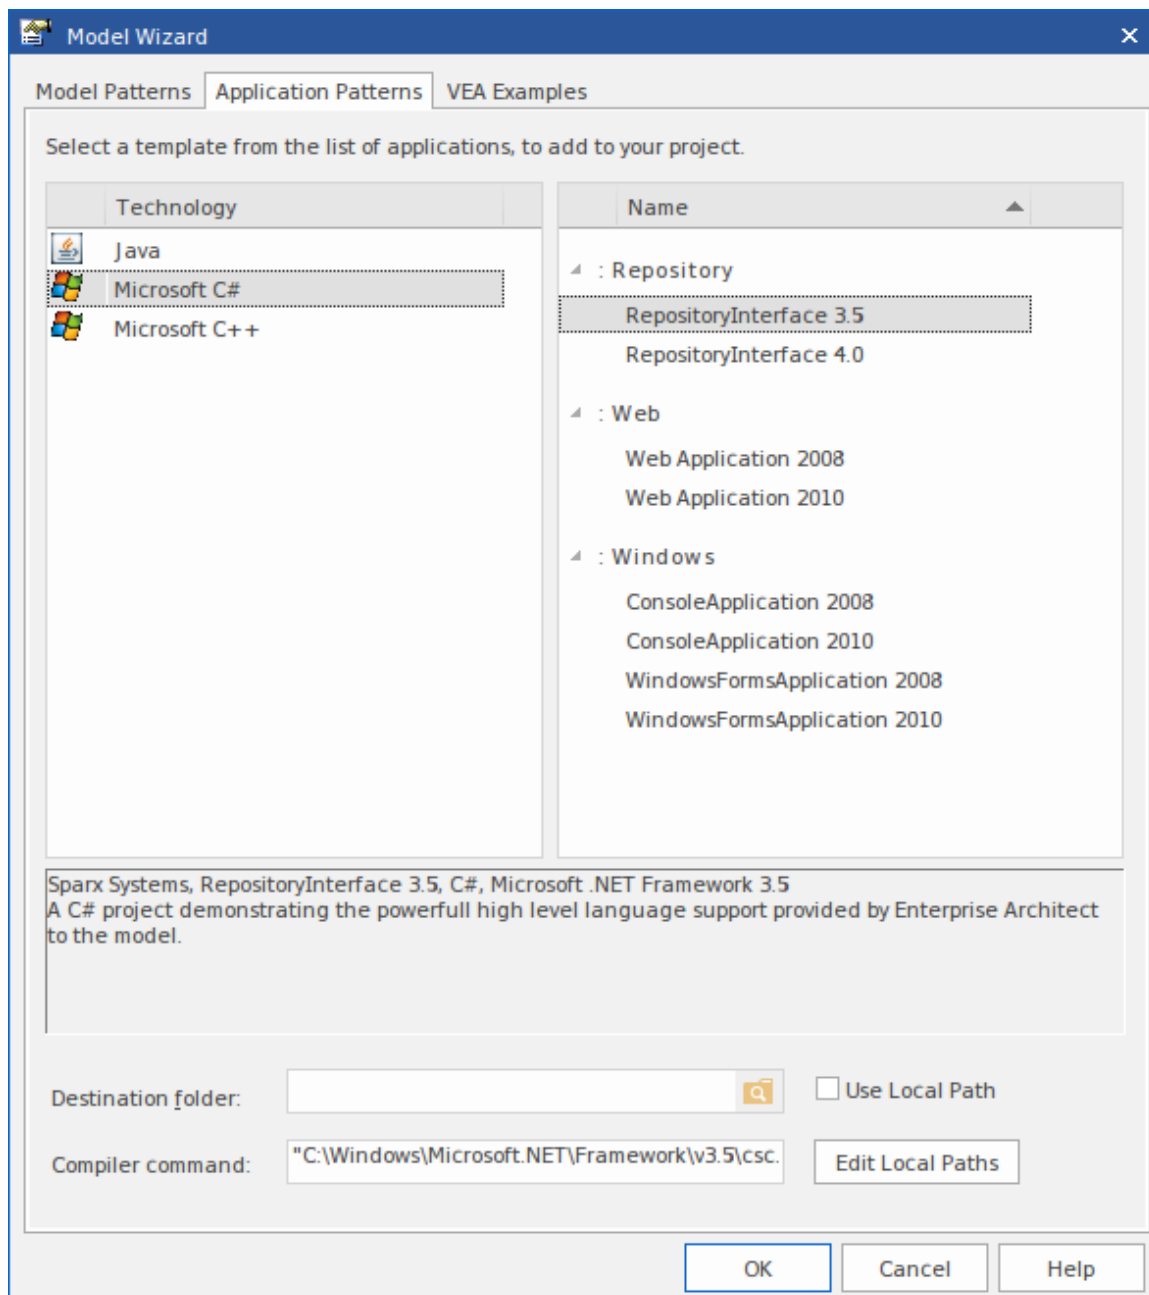 Model Wizard
Model Patterns Application Patterns VEA Examples
Select a template from the list of applications, to add to your project.
Technology
Java
Microsoft C#
Microsoft C++
Name
: Repository
RepositoryInterface 3.5
RepositoryInterface 4.0
: Web
Web Application 2008
Web Application 2010
: Windows
ConsoleApplication 2008
ConsoleApplication 2010
WindowsFormsApplication 2008
WindowsFormsApplication 2010
Sparx Systems, RepositoryInterface 3.5, C#, Microsoft .NET Framework 3.5
A C# project demonstrating the powerfull high level language support provided by Enterprise Architect
to the model.
Destination folder:
Use Local Path
Compiler command: "C:\Windows\Microsoft.NET\Framework\v3.5\csc.
Edit Local Paths
OK Cancel Help